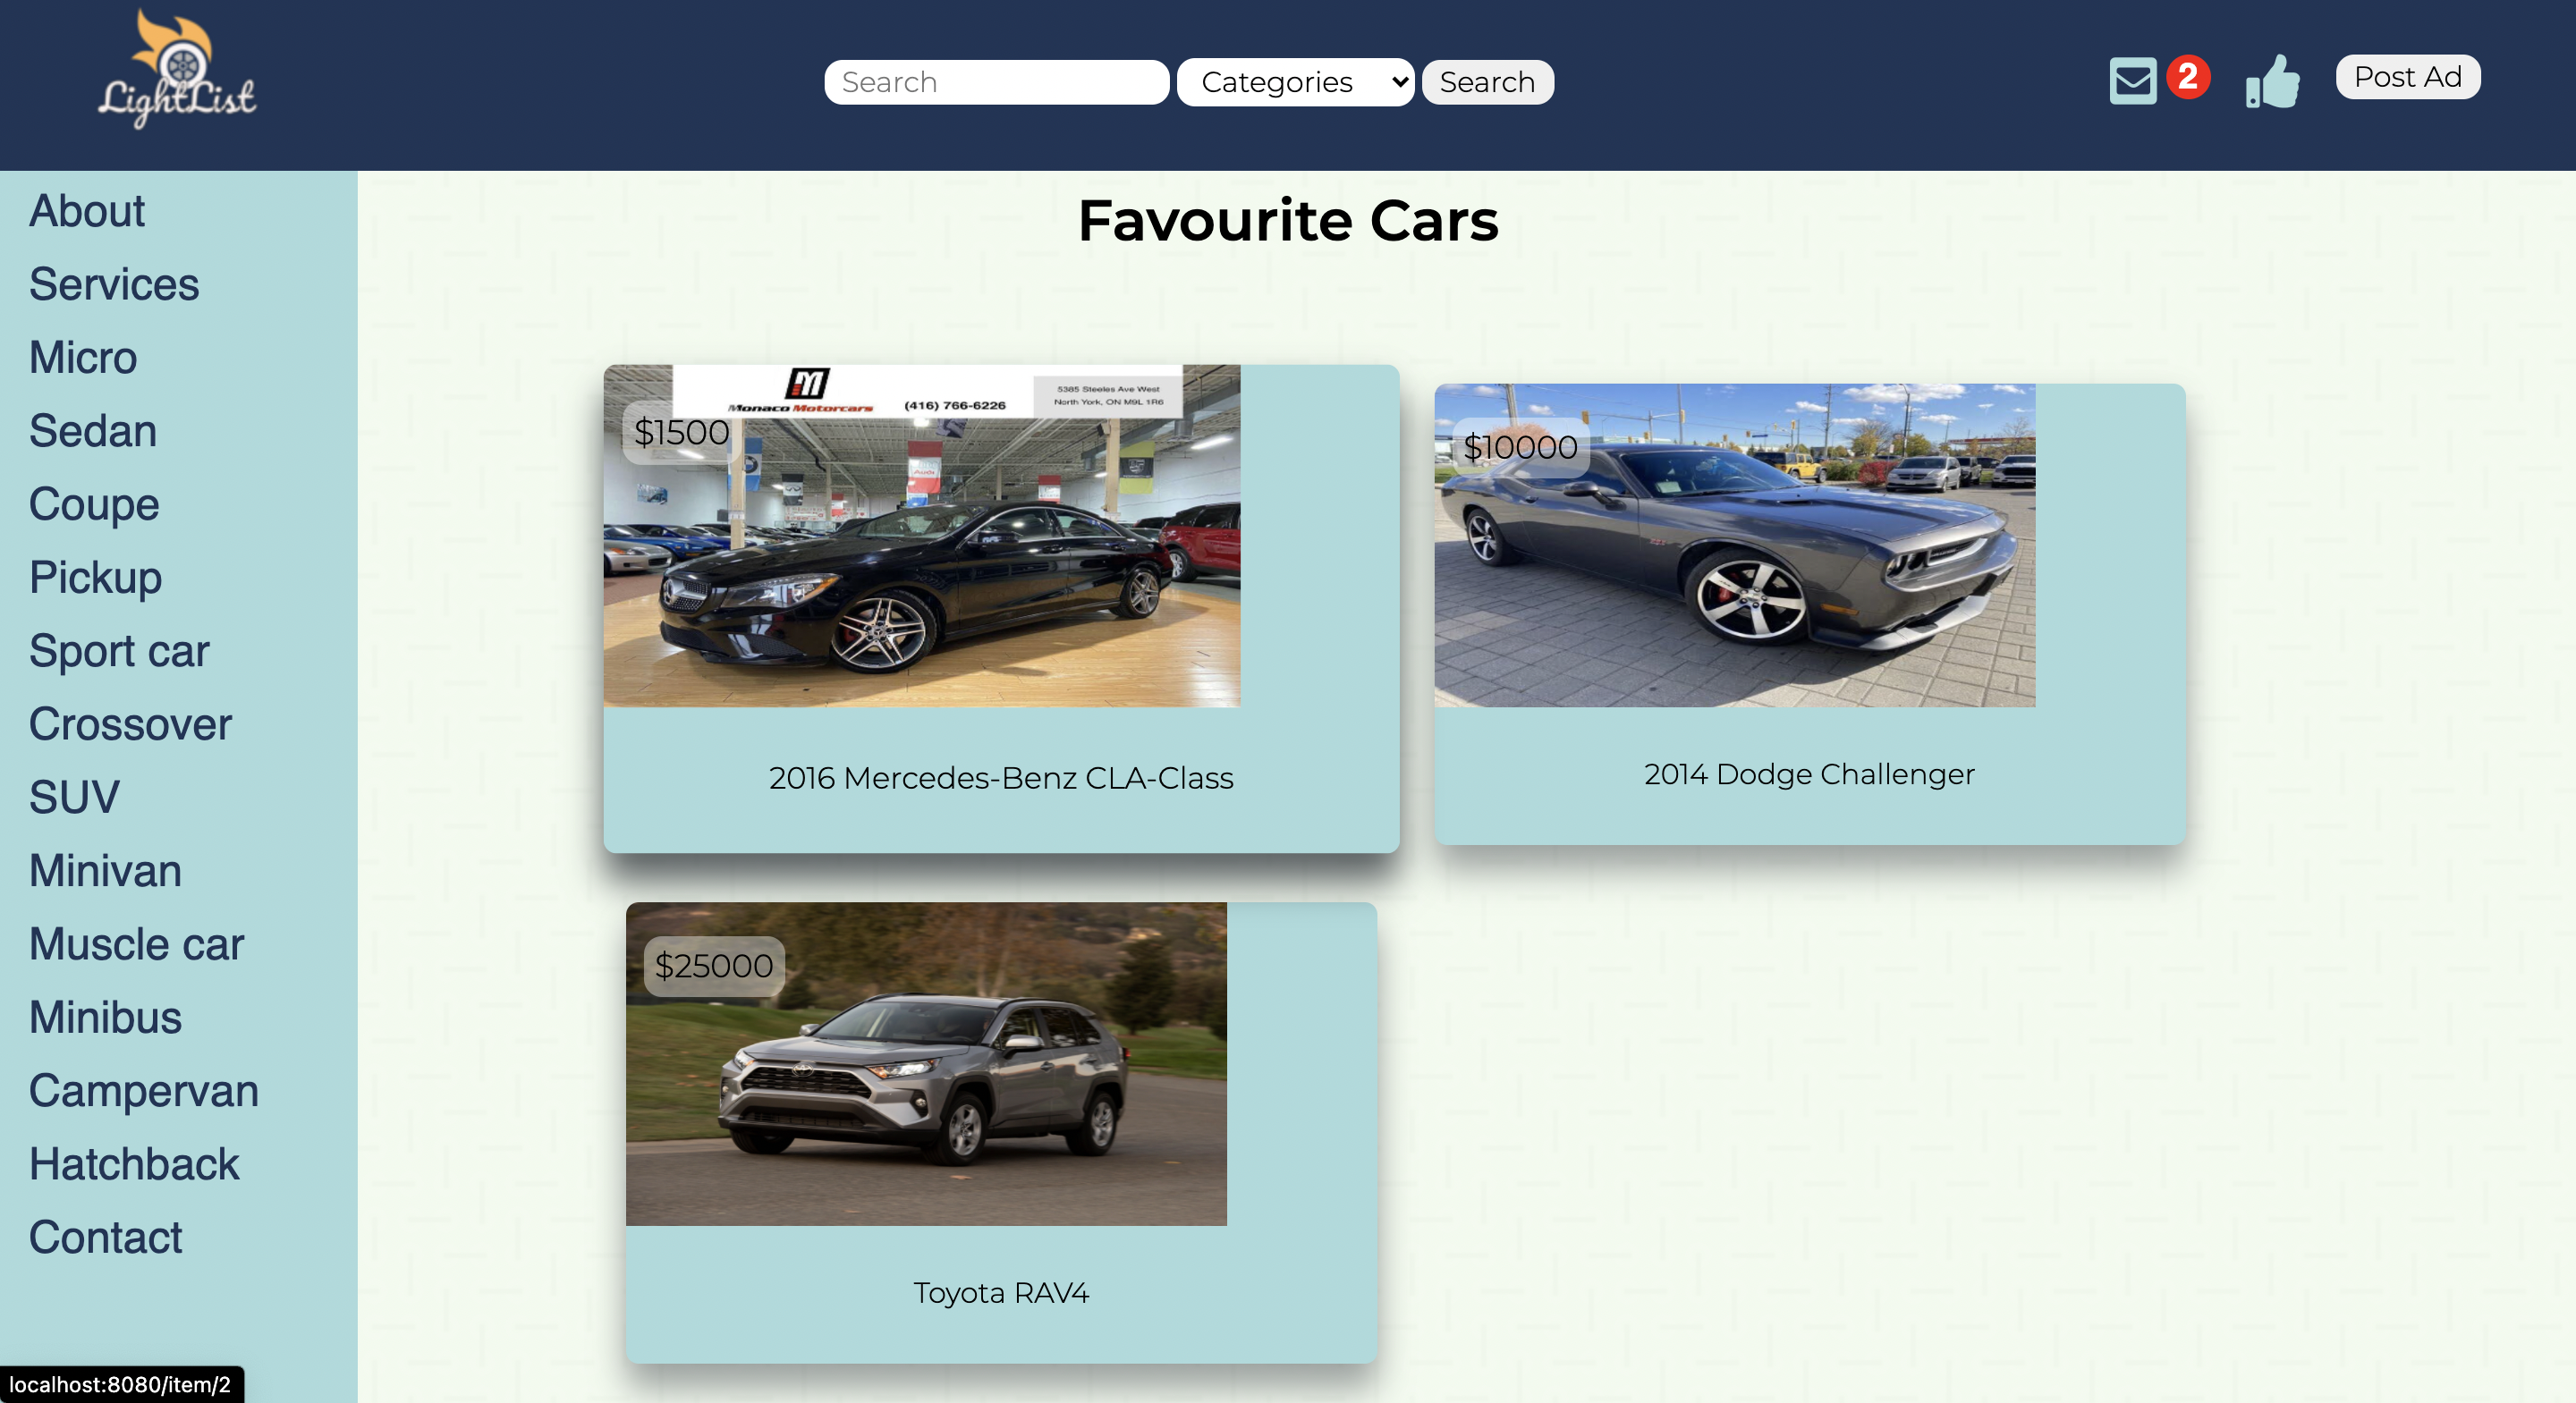 LightList
Search
Categories
Search
2
Post Ad
About
Services
Micro
Sedan
Coupe
Pickup
Sport car
Crossover
SUV
Minivan
Muscle car
Minibus
Campervan
Hatchback
Contact
Favourite Cars
M
Monaco Motorcars
(416) 766-6226
5385 Steeles Ave West
North York, ON M9L 1R6
$1500
2016 Mercedes-Benz CLA-Class
$10000
2014 Dodge Challenger
$25000
Toyota RAV4
localhost:8080/item/2